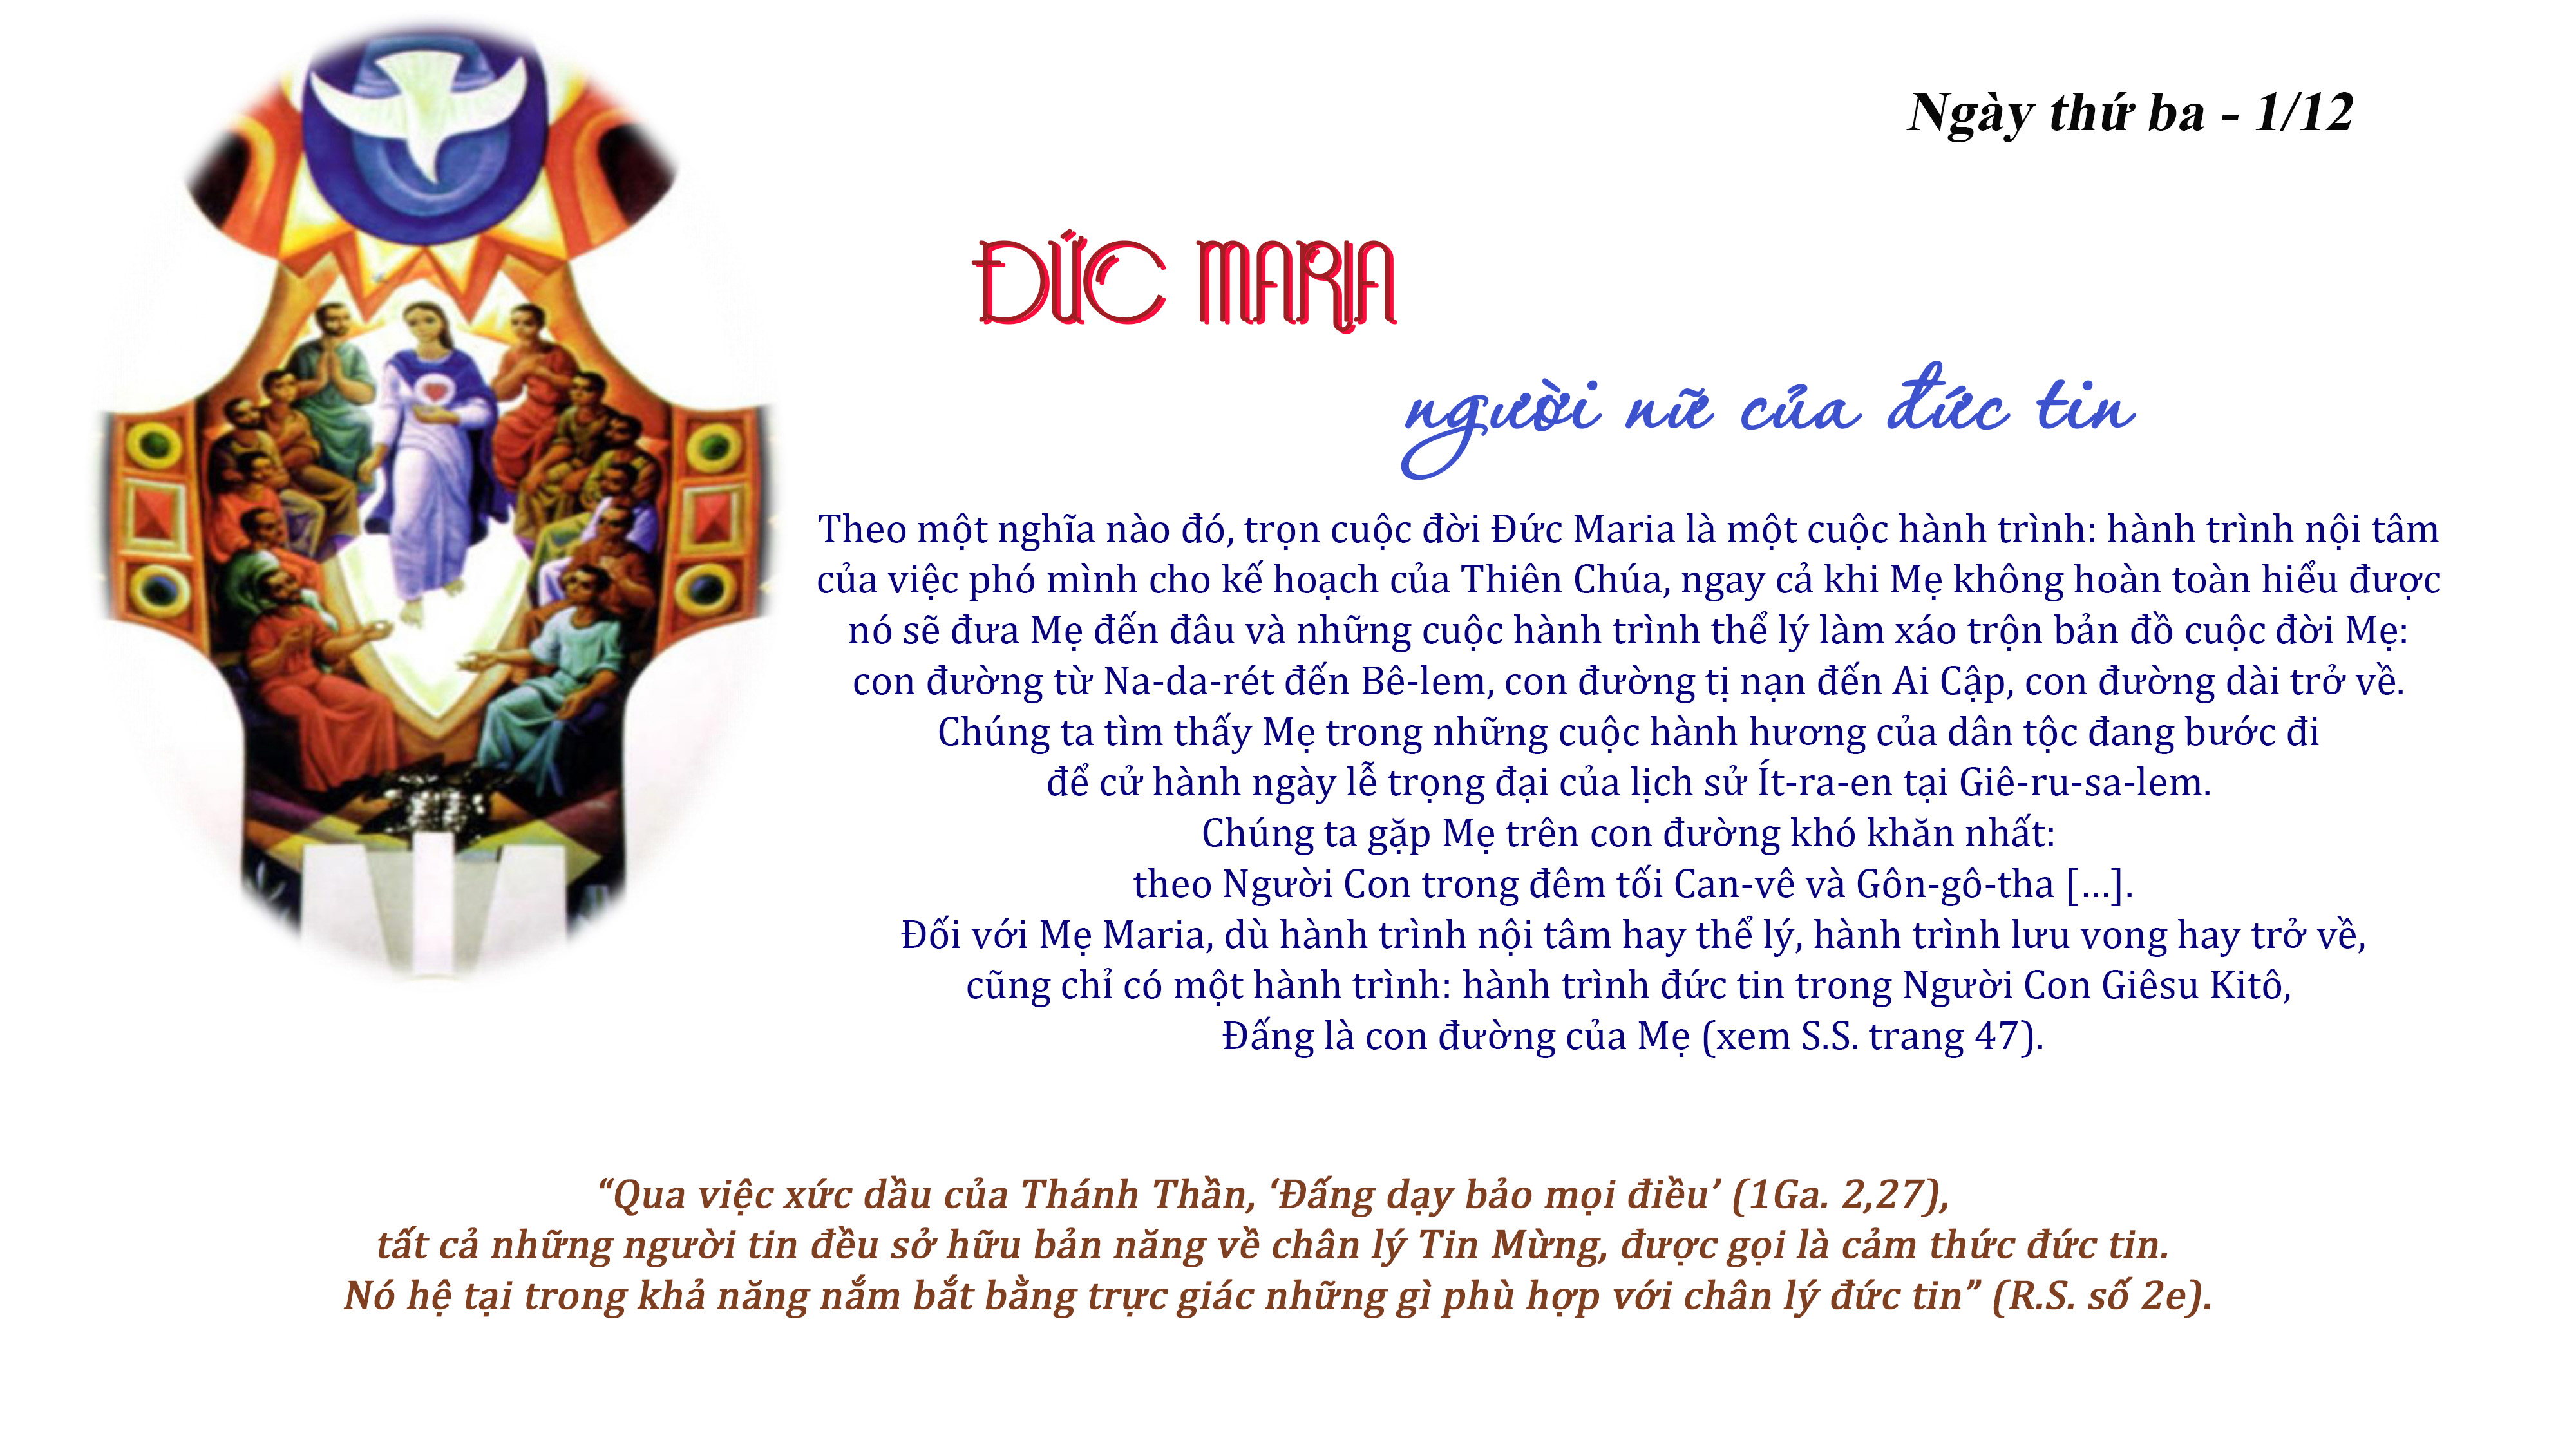 Ngày thứ ba - 1/12
ĐỨC MARIA
người nữ của đức tin
Theo một nghĩa nào đó, trọn cuộc đời Đức Maria là một cuộc hành trình: hành trình nội tâm
của việc phó mình cho kế hoạch của Thiên Chúa, ngay cả khi Mẹ không hoàn toàn hiểu được
nó sẽ đưa Mẹ đến đâu và những cuộc hành trình thể lý làm xáo trộn bản đồ cuộc đời Mẹ:
con đường từ Na-da-rét đến Bê-lem, con đường tị nạn đến Ai Cập, con đường dài trở về.
Chúng ta tìm thấy Mẹ trong những cuộc hành hương của dân tộc đang bước đi
để cử hành ngày lễ trọng đại của lịch sử Ít-ra-en tại Giê-ru-sa-lem.
Chúng ta gặp Mẹ trên con đường khó khăn nhất:
theo Người Con trong đêm tối Can-vê và Gôn-gô-tha [...].
Đối với Mẹ Maria, dù hành trình nội tâm hay thể lý, hành trình lưu vong hay trở về,
cũng chỉ có một hành trình: hành trình đức tin trong Người Con Giêsu Kitô,
Đấng là con đường của Mẹ (xem S.S. trang 47).
“Qua việc xức dầu của Thánh Thần, ‘Đấng dạy bảo mọi điều’ (1Ga. 2,27),
tất cả những người tin đều sở hữu bản năng về chân lý Tin Mừng, được gọi là cảm thức đức tin.
Nó hệ tại trong khả năng nắm bắt bằng trực giác những gì phù hợp với chân lý đức tin” (R.S. số 2e).